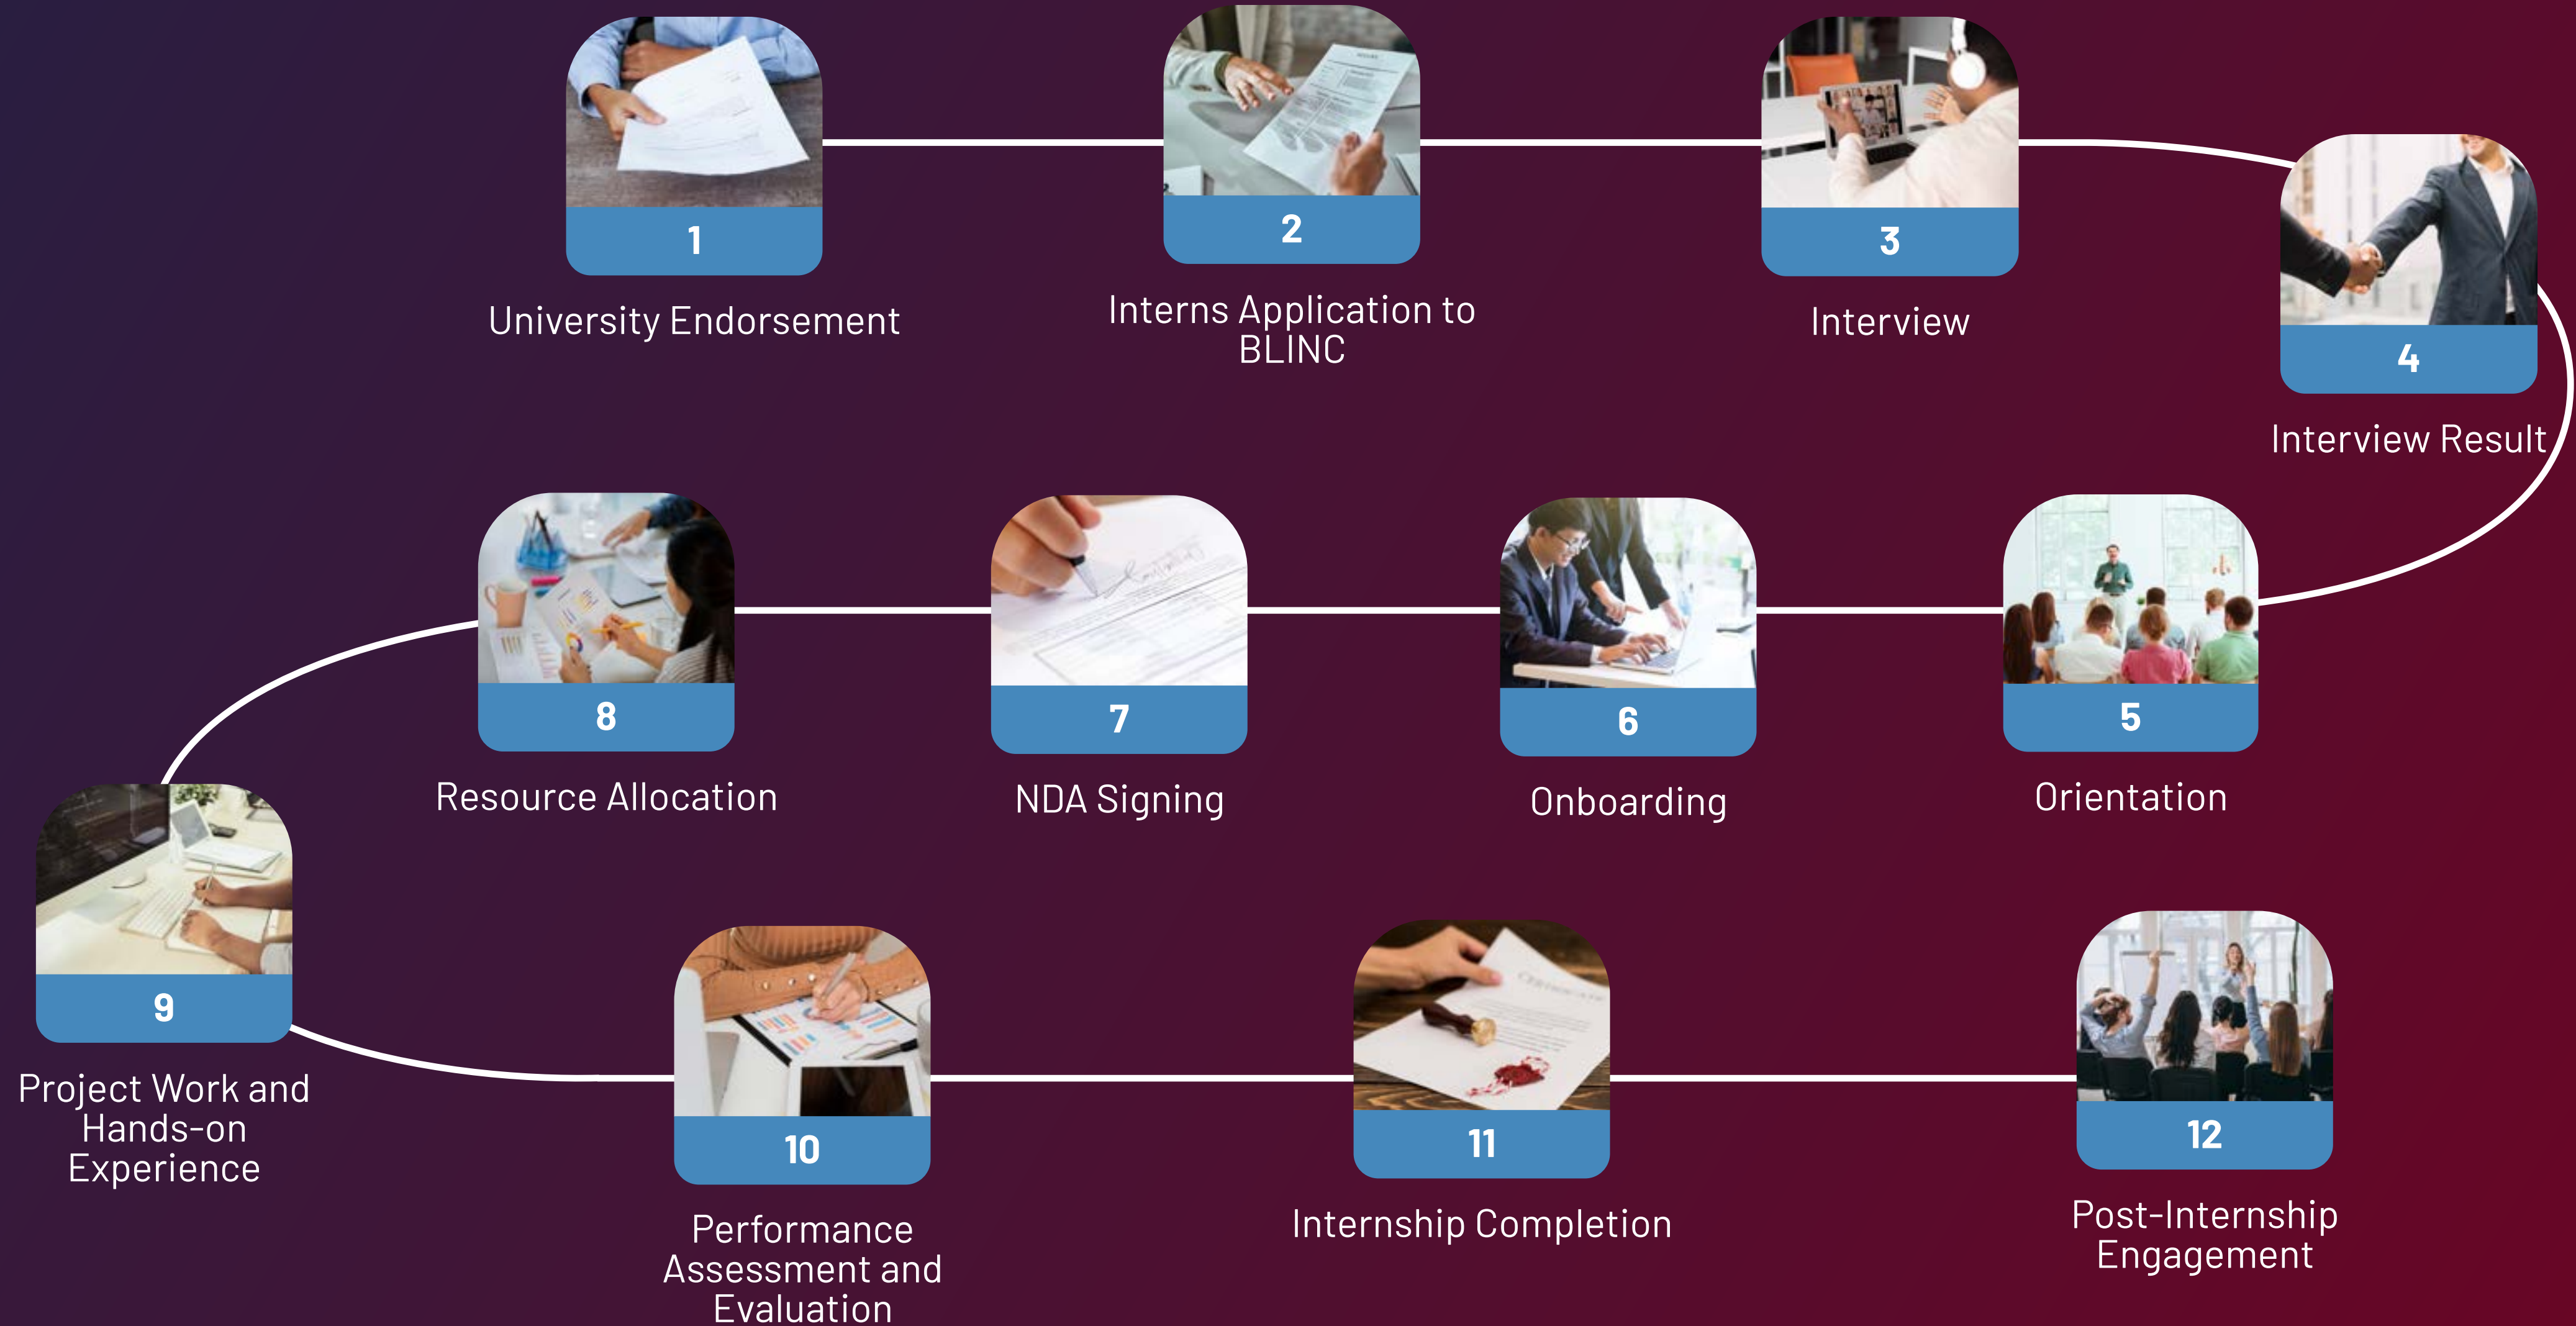 1
University Endorsement
2
Interns Application to
BLINC
3
Interview
4
Interview Result
5
Orientation
6
Onboarding
7
NDA Signing
8
Resource Allocation
9
Project Work and
Hands-on
Experience
10
Performance
Assessment and
Evaluation
11
Internship Completion
12
Post-Internship
Engagement